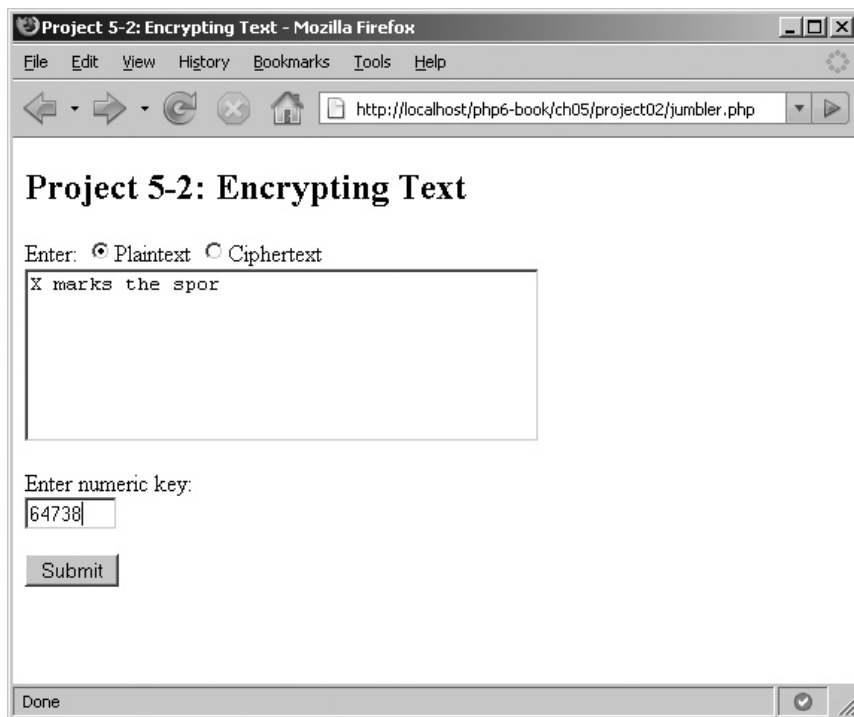 Project 5-2: Encrypting Text - Mozilla Firefox
File Edit View History Bookmarks Tools Help
http://localhost/php6-book/ch05/project02/jumbler.php
Project 5-2: Encrypting Text
Enter: Plaintext Ciphertext
X marks the spor
Enter numeric key:
64738
Submit
Done